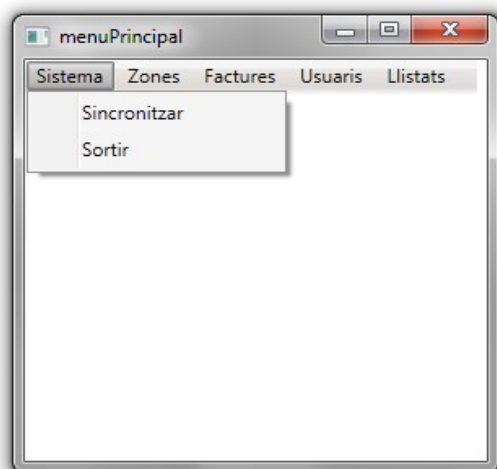 menuPrincipal
Sistema Zones Factures Usuaris Llistats
Sincronitzar
Sortir